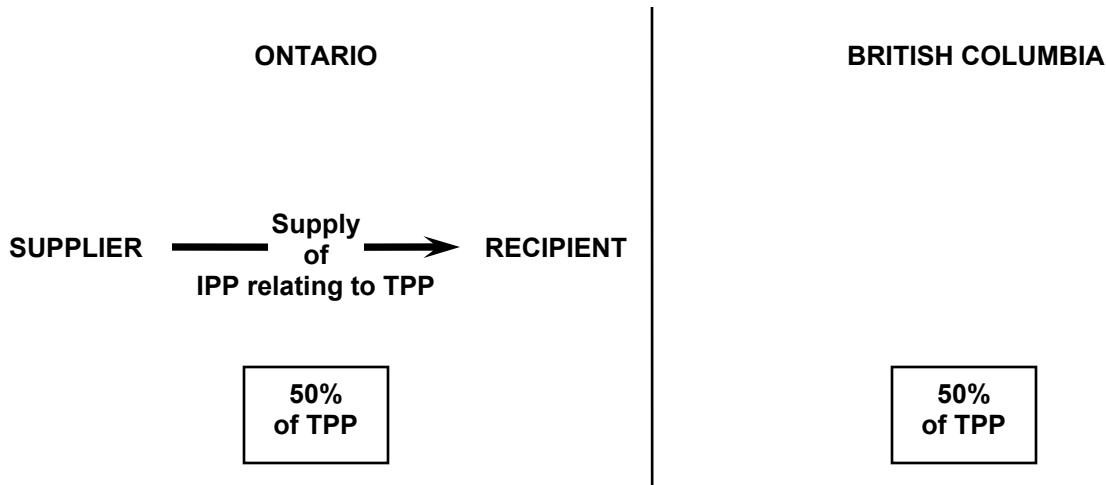 ONTARIO
BRITISH COLUMBIA
SUPPLIER
Supply
of
IPP relating to TPP
RECIPIENT
50%
of TPP
50%
of TPP